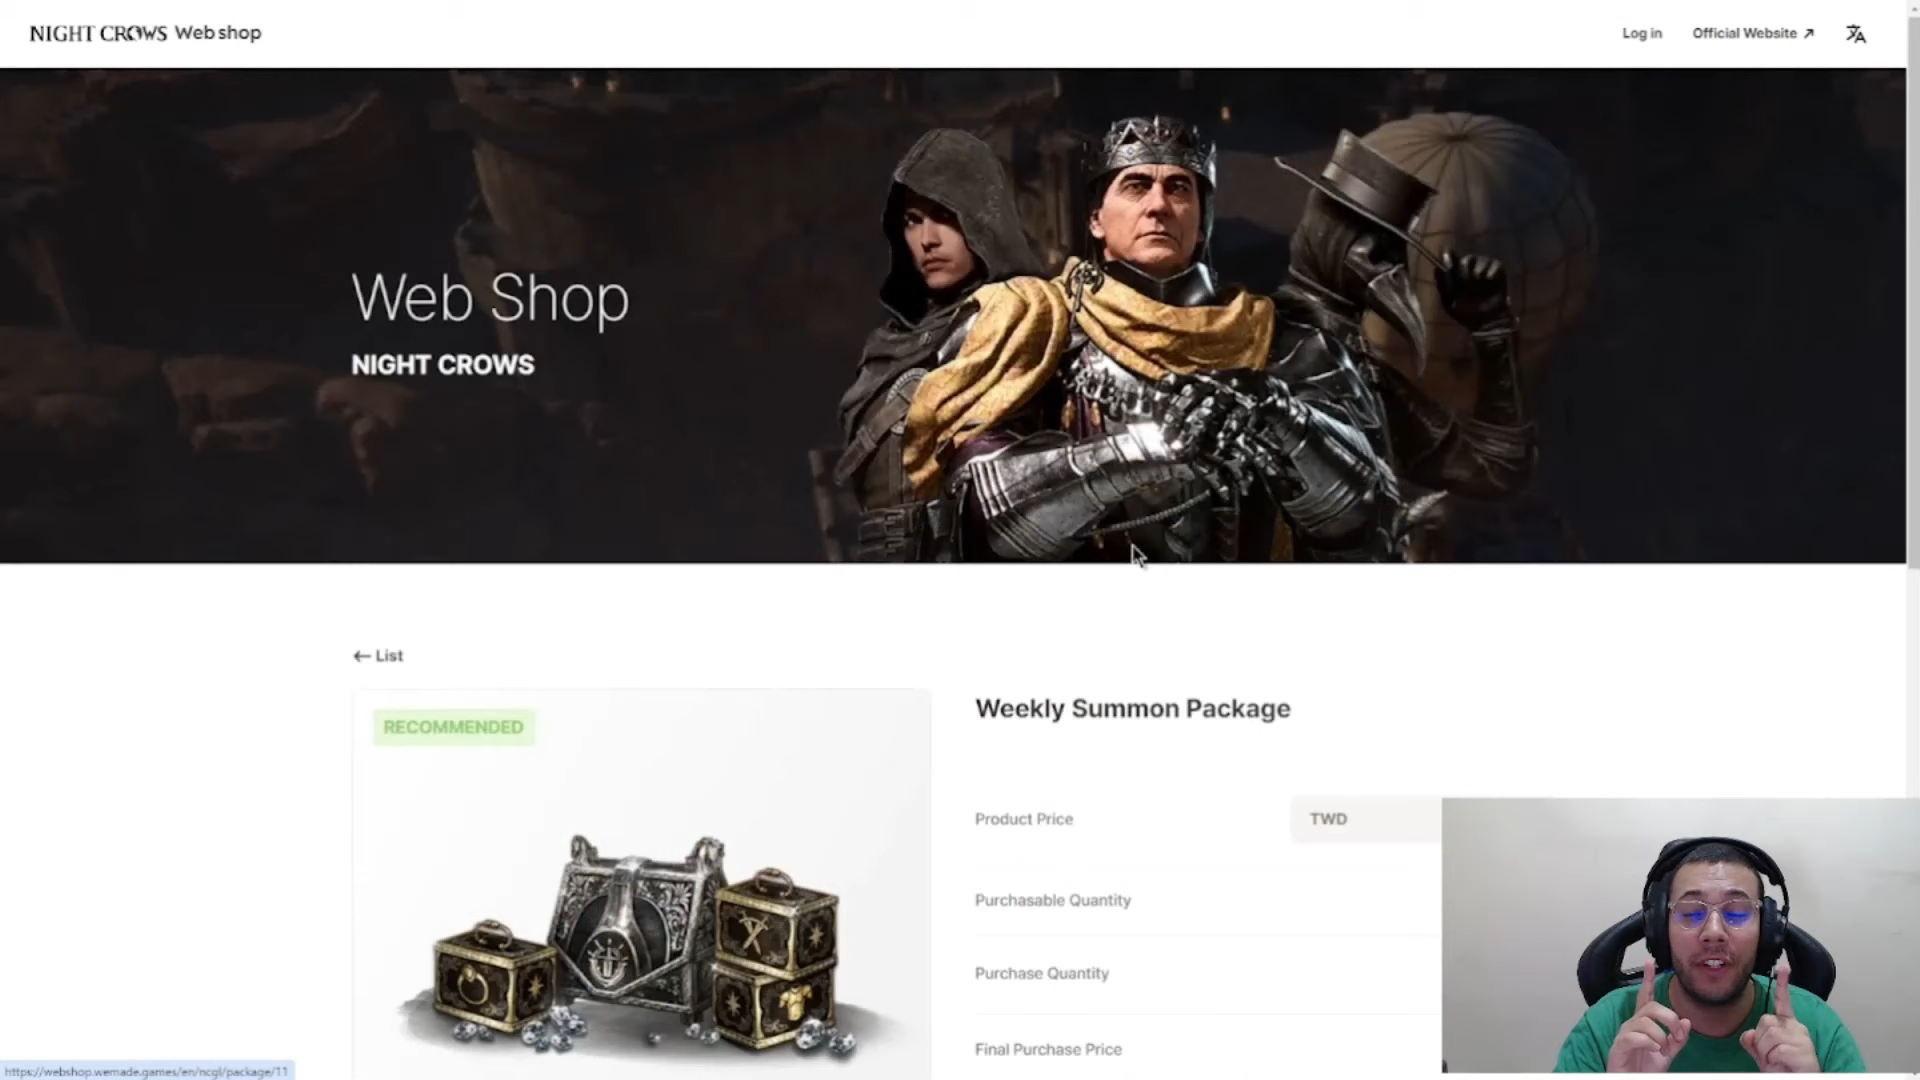 NIGHT CROWS Web shop
Log in
Official Website
Web Shop
NIGHT CROWS
← List
RECOMMENDED
Weekly Summon Package
Product Price
TWD
Purchasable Quantity
Purchase Quantity
Final Purchase Price
https://webshop.wemade.games/en/ncgl/package/11